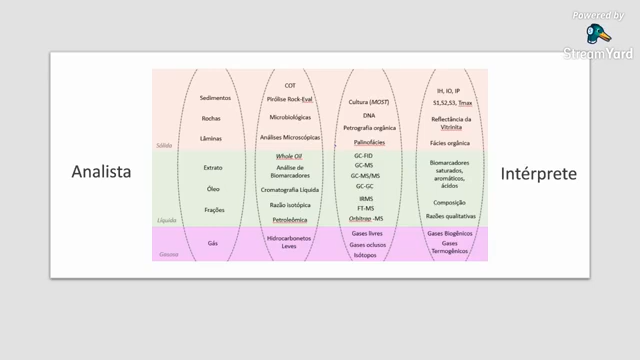 Powered by
StreamYard
Analista
Intérprete
Sólida
Líquida
Gasosa
Sedimentos
Rochas
Lâminas
Extrato
Óleo
Frações
Gás
COT
Pirólise Rock-Eval
Microbiológicas
Análises Microscópicas
Whole Oil
Análise de
Biomarcadores
Cromatografia Líquida
Razão isotópica
Petroleômica
Hidrocarbonetos
Leves
Cultura (MOST)
DNA
Petrografia orgânica
Palinofácies
GC-FID
GC-MS
GC-MS/MS
GC-GC
IRMS
FT-MS
Orbitrap -MS
Gases livres
Gases oclusos
Isótopos
IH, IO, IP
S1,S2,S3, Tmax
Reflectância da
Vitrinita
Fácies orgânica
Biomarcadores
saturados,
aromáticos,
ácidos
Composição
Razões qualitativas
Gases Biogênicos
Gases
Termogênicos